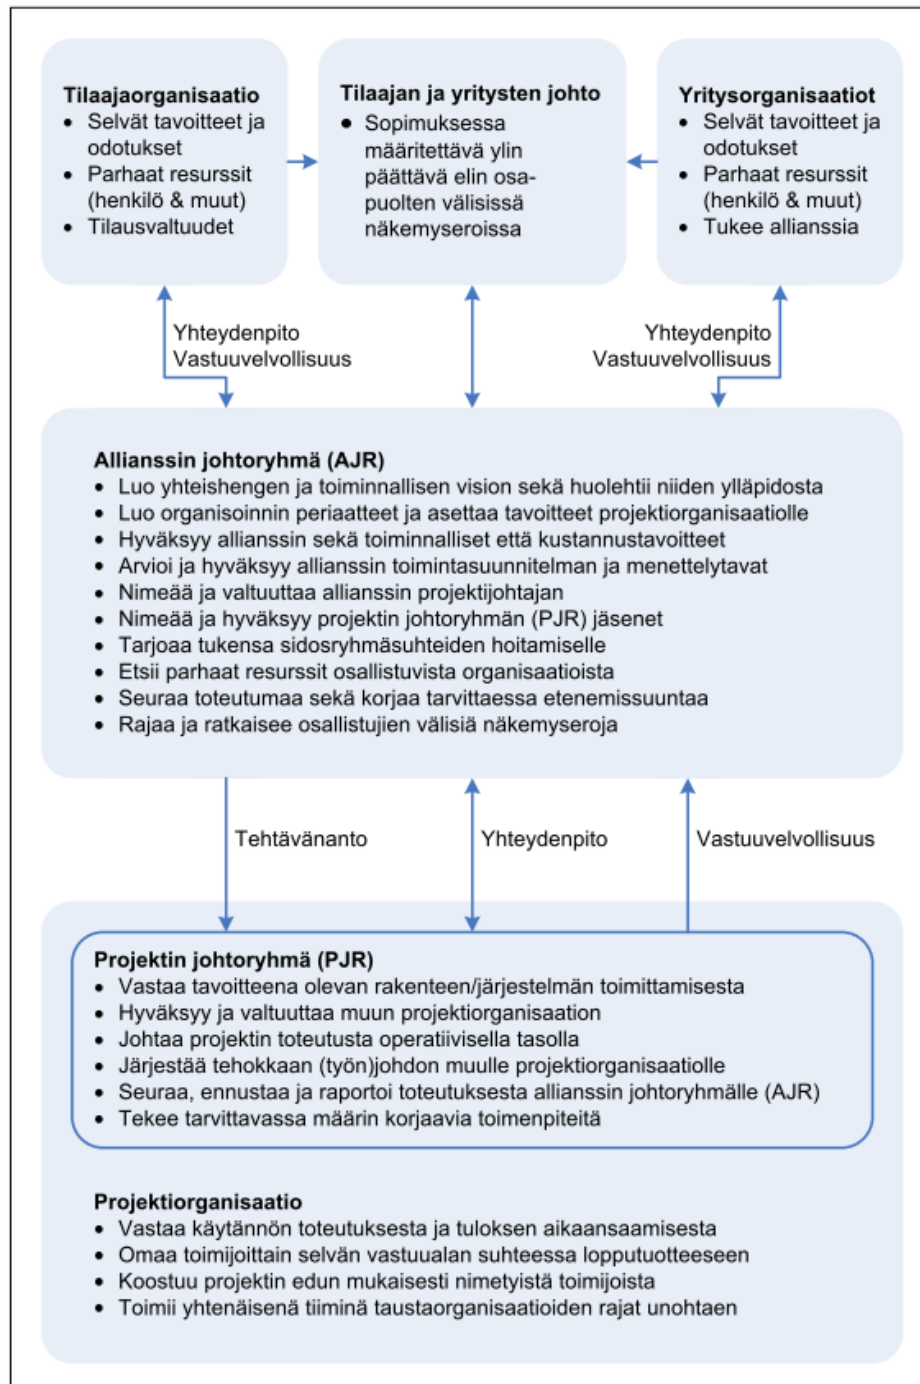 Tilaajaorganisaatio
• Selvät tavoitteet ja
odotukset
• Parhaat resurssit
(henkilö & muut)
• Tilausvaltuudet
Tilaajan ja yritysten johto
• Sopimuksessa
määritettävä ylin
päättävä elin osa-
puolten välisissä
näkemyseroissa
Yritysorganisaatiot
• Selvät tavoitteet ja
odotukset
• Parhaat resurssit
(henkilö & muut)
• Tukee allianssia
Yhteydenpito
Vastuuvelvollisuus
Yhteydenpito
Vastuuvelvollisuus
Allianssin johtoryhmä (AJR)
• Luo yhteishengen ja toiminnallisen vision sekä huolehtii niiden ylläpidosta
• Luo organisoinnin periaatteet ja asettaa tavoitteet projektiorganisaatiolle
• Hyväksyy allianssin sekä toiminnalliset että kustannustavoitteet
• Arvioi ja hyväksyy allianssin toimintasuunnitelman ja menettelytavat
• Nimeää ja valtuuttaa allianssin projektijohtajan
• Nimeää ja hyväksyy projektin johtoryhmän (PJR) jäsenet
• Tarjoaa tukensa sidosryhmäsuhteiden hoitamiselle
• Etsii parhaat resurssit osallistuvista organisaatioista
• Seuraa toteutumaa sekä korjaa tarvittaessa etenemissuuntaa
• Rajaa ja ratkaisee osallistujien välisiä näkemyseroja
Tehtävänanto
Yhteydenpito
Vastuuvelvollisuus
Projektin johtoryhmä (PJR)
• Vastaa tavoitteena olevan rakenteen/järjestelmän toimittamisesta
• Hyväksyy ja valtuuttaa muun projektiorganisaation
• Johtaa projektin toteutusta operatiivisella tasolla
• Järjestää tehokkaan (työn)johdon muulle projektiorganisaatiolle
• Seuraa, ennustaa ja raportoi toteutuksesta allianssin johtoryhmälle (AJR)
• Tekee tarvittavassa määrin korjaavia toimenpiteitä
Projektiorganisaatio
• Vastaa käytännön toteutuksesta ja tuloksen aikaansaamisesta
• Omaa toimijoittain selvän vastuualan suhteessa lopputuotteeseen
• Koostuu projektin edun mukaisesti nimetyistä toimijoista
• Toimii yhtenäisenä tiiminä taustaorganisaatioiden rajat unohtaen